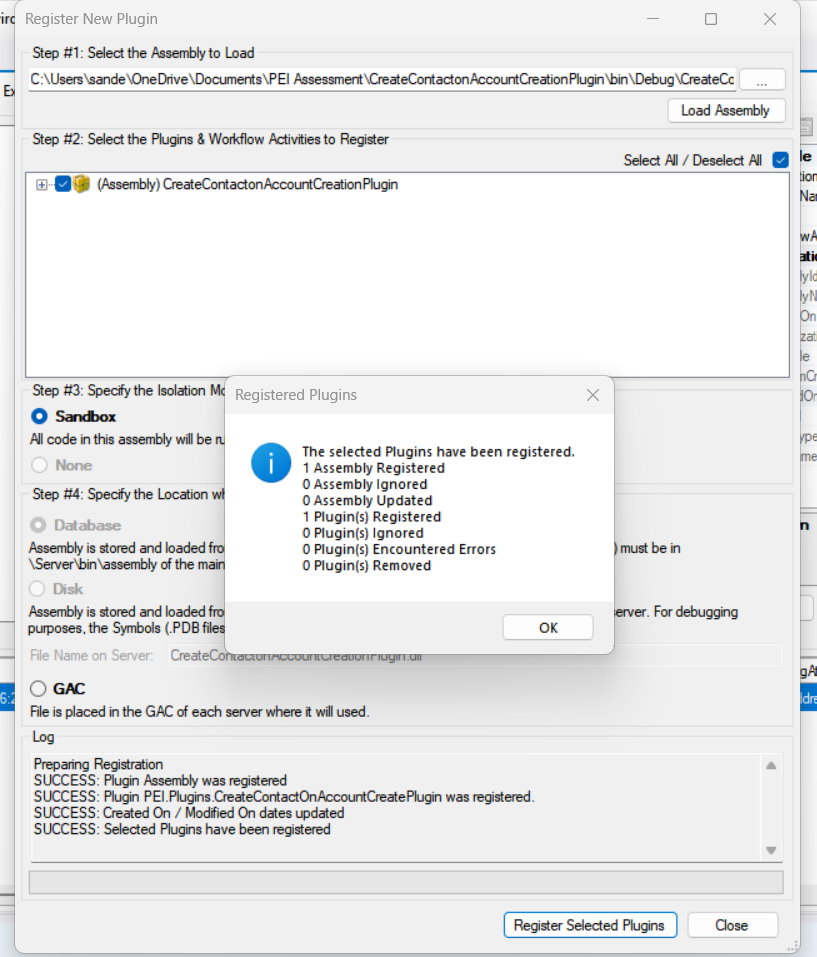 Register New Plugin
Step #1: Select the Assembly to Load
C:\Users\sande\OneDrive\Documents\PEI Assessment\CreateContactonAccountCreationPlugin\bin\Debug\CreateCo
...
Load Assembly
Step #2: Select the Plugins & Workflow Activities to Register
Select All / Deselect All
(Assembly) CreateContactonAccountCreationPlugin
Step #3: Specify the Isolation Mo
Sandbox
All code in this assembly will be ru
None
Step #4: Specify the Location wh
Database
Assembly is stored and loaded fro
) must be in
\Server\bin\assembly of the main
Disk
Assembly is stored and loaded fro
erver. For debugging
purposes, the Symbols (.PDB files
File Name on Server:
CreateContactonAccountCreationPlugin.dll
GAC
File is placed in the GAC of each server where it will used.
Registered Plugins
The selected Plugins have been registered.
1 Assembly Registered
0 Assembly Ignored
0 Assembly Updated
1 Plugin(s) Registered
0 Plugin(s) Ignored
0 Plugin(s) Encountered Errors
0 Plugin(s) Removed
OK
Log
Preparing Registration
SUCCESS: Plugin Assembly was registered
SUCCESS: Plugin PEI.Plugins.CreateContactOnAccountCreatePlugin was registered.
SUCCESS: Created On / Modified On dates updated
SUCCESS: Selected Plugins have been registered
Register Selected Plugins
Close